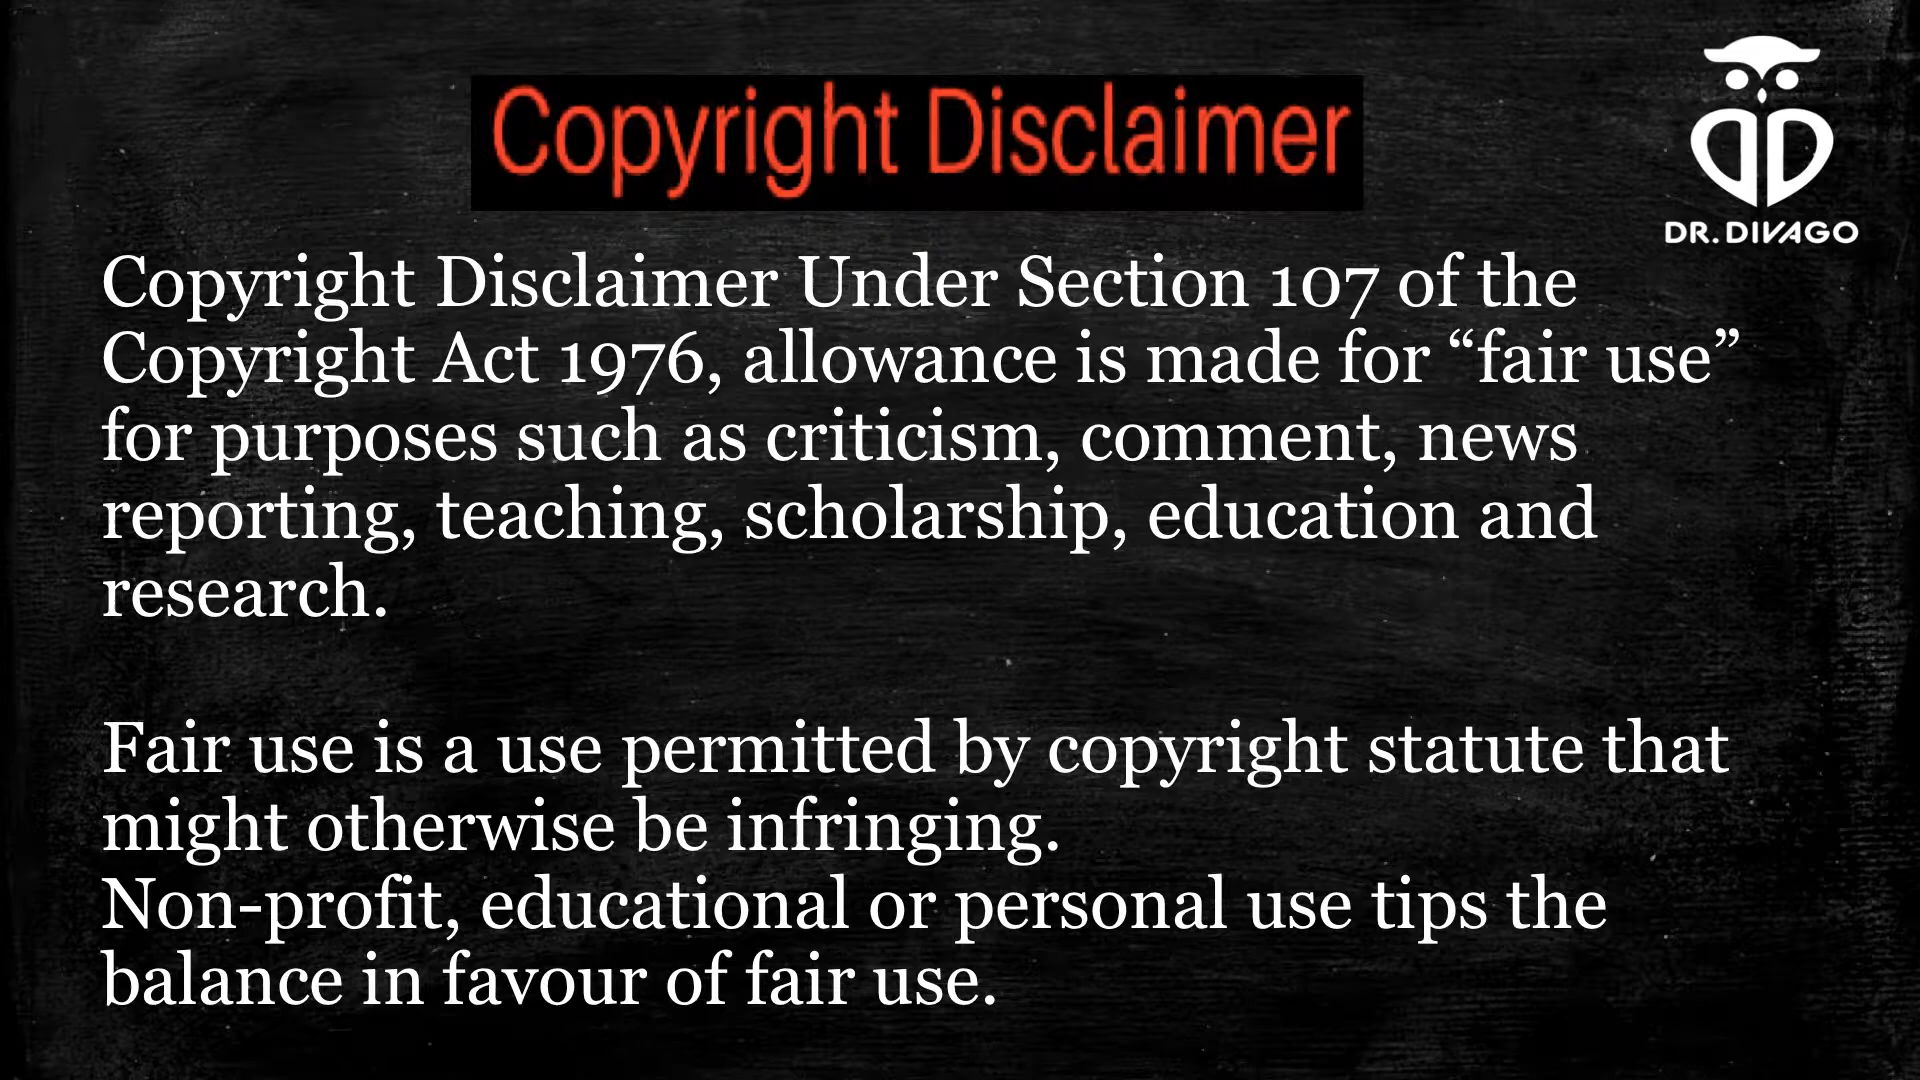 Copyright Disclaimer
DR. DIVAGO
Copyright Disclaimer Under Section 107 of the
Copyright Act 1976, allowance is made for “fair use”
for purposes such as criticism, comment, news
reporting, teaching, scholarship, education and
research.
Fair use is a use permitted by copyright statute that
might otherwise be infringing.
Non-profit, educational or personal use tips the
balance in favour of fair use.